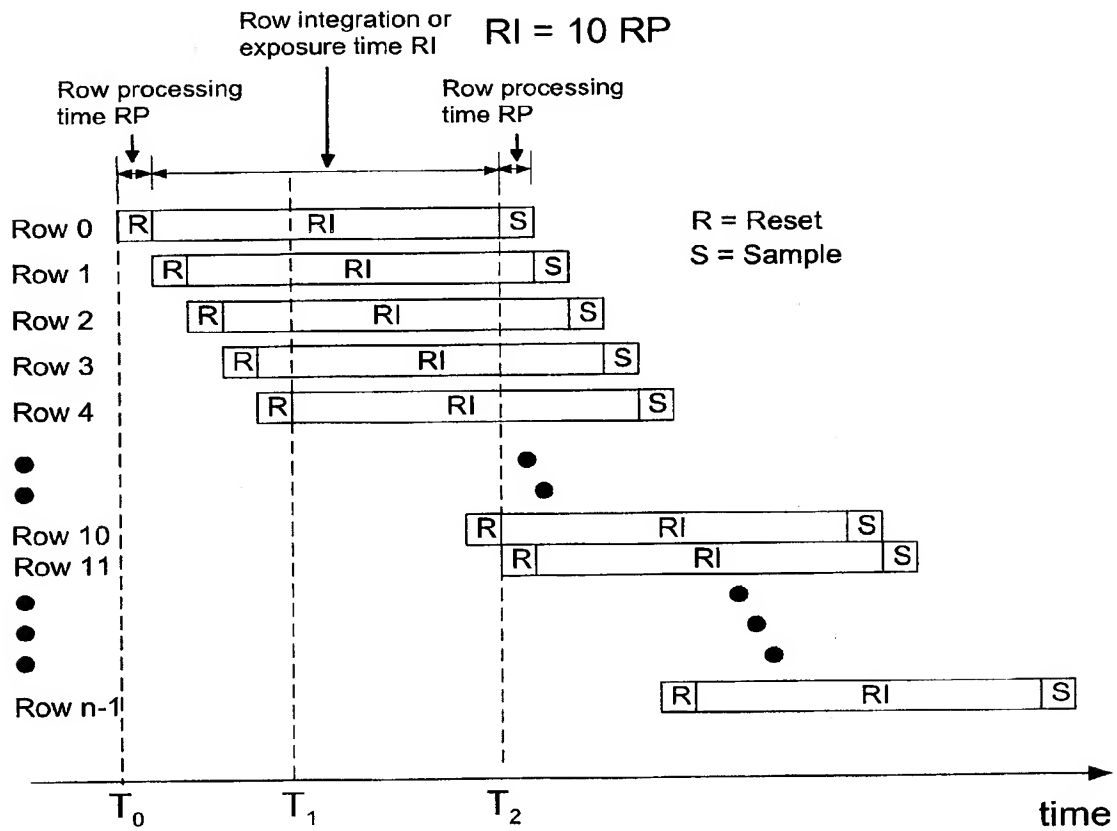 Row integration or
exposure time RI
RI = 10 RP
Row processing
time RP
Row processing
time RP
Row 0
R
RI
S
R = Reset
S = Sample
Row 1
R
RI
S
Row 2
R
RI
S
Row 3
R
RI
S
Row 4
R
RI
S
Row 10
R
RI
S
Row 11
R
RI
S
Row n-1
R
RI
S
T0
T1
T2
time